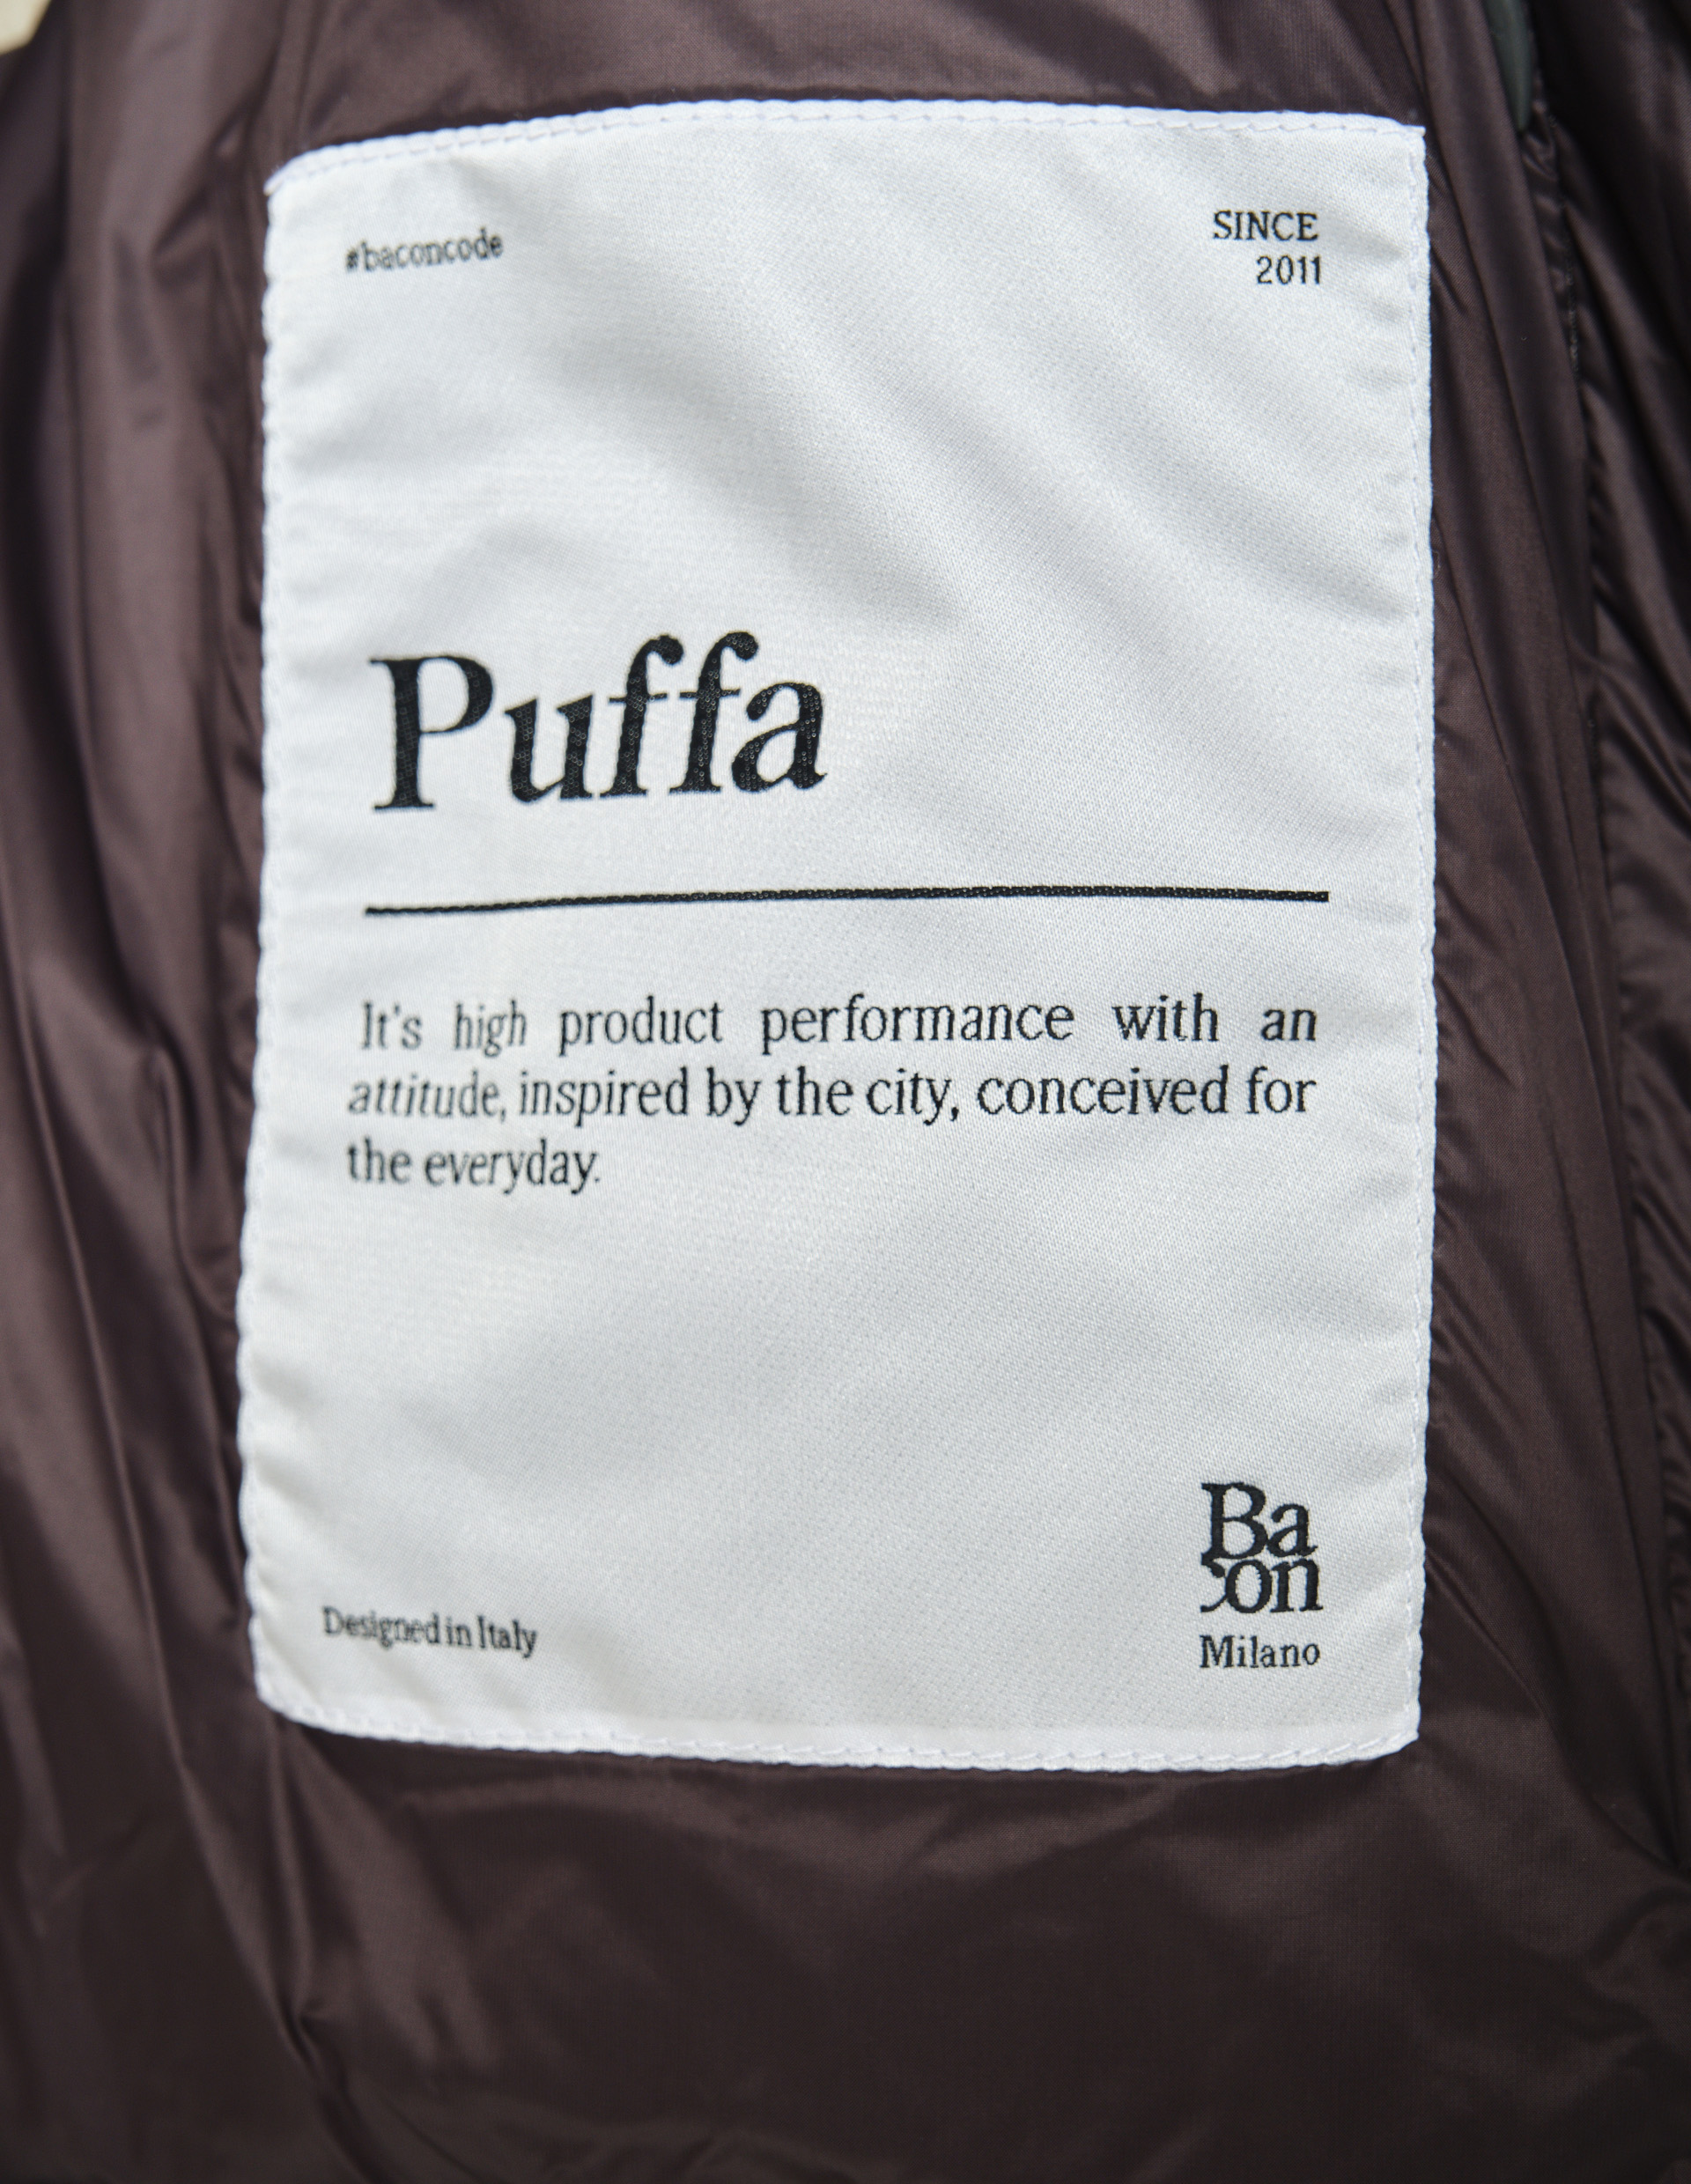 #baconcode
SINCE
2011
Puffa
It's high product performance with an
attitude, inspired by the city, conceived for
the everyday.
Ba
con
Milano
Designed in Italy